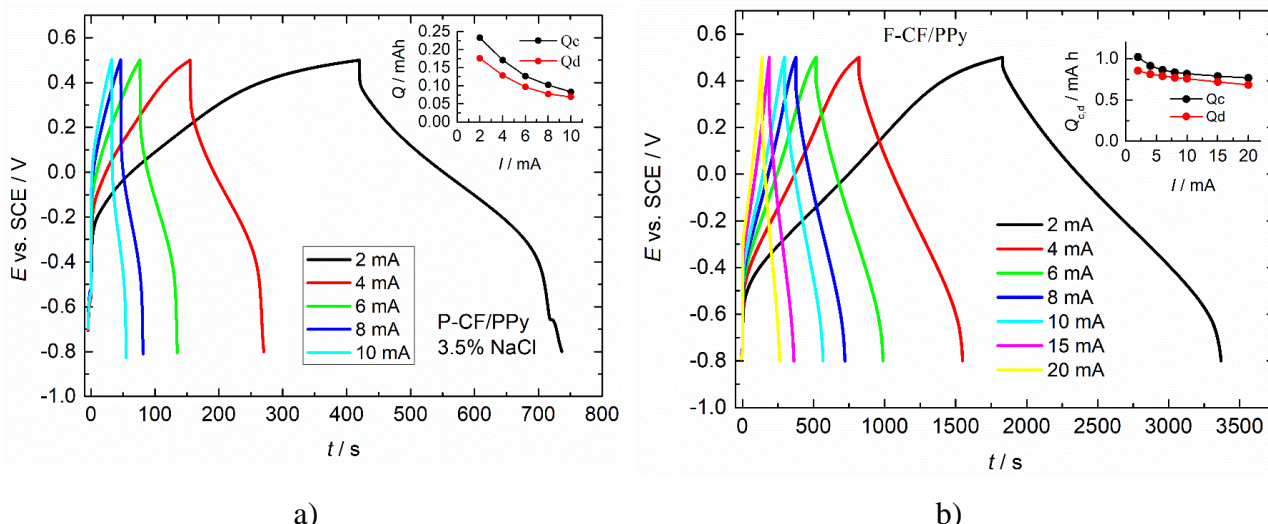 0.6
0.4
0.2
0.0
-0.2
-0.4
-0.6
-0.8
-1.0
E vs. SCE / V
0 100 200 300 400 500 600 700 800
t / s
2 mA
4 mA
6 mA
8 mA
10 mA
P-CF/PPy
3.5% NaCl
0.25
0.20
0.15
0.10
0.05
0.00
Q / mAh
Qc
Qd
0 2 4 6 8 10
I / mA
a)
0.6
0.4
0.2
0.0
-0.2
-0.4
-0.6
-0.8
-1.0
E vs. SCE / V
0 500 1000 1500 2000 2500 3000 3500
t / s
F-CF/PPy
2 mA
4 mA
6 mA
8 mA
10 mA
15 mA
20 mA
1.0
0.5
0.0
Qc,d / mA h
Qc
Qd
0 5 10 15 20
I / mA
b)